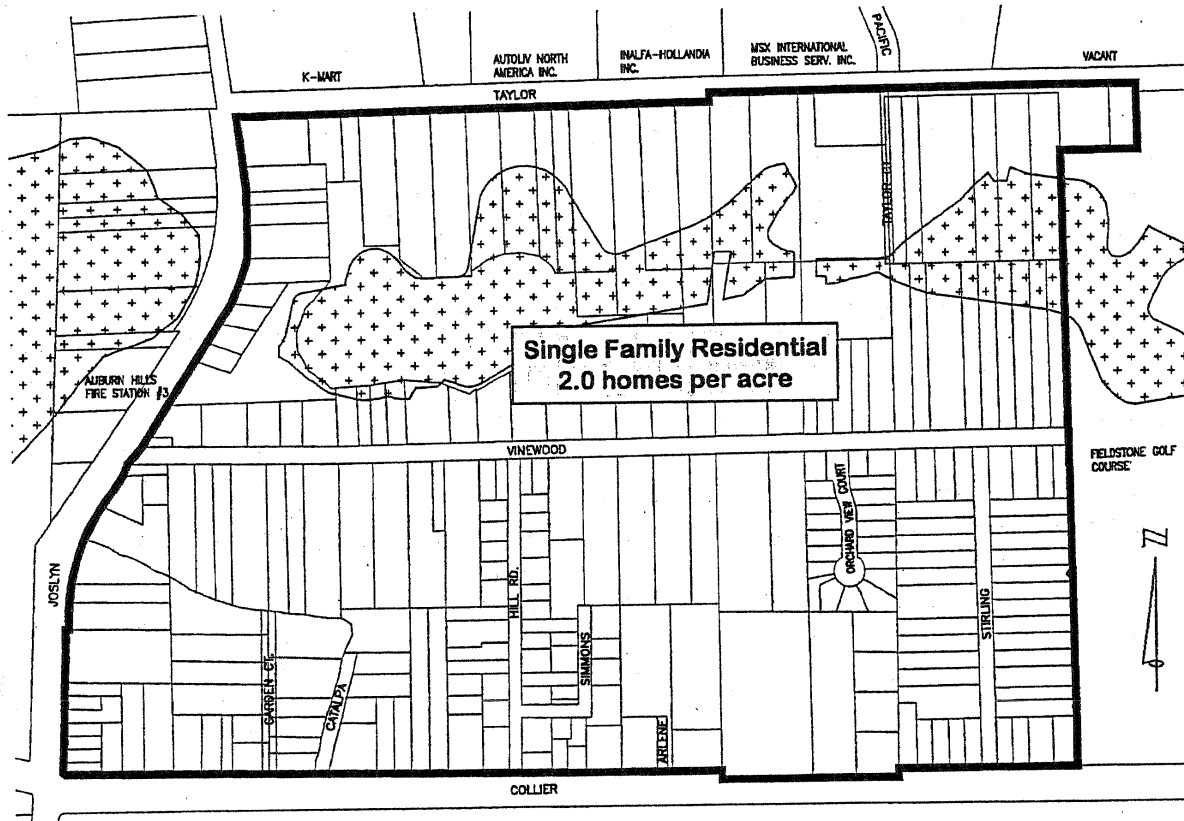 PACIFIC
K-MART
AUTOLIV NORTH
AMERICA INC.
INALFA-HOLLANDIA
INC.
MSX INTERNATIONAL
BUSINESS SERV. INC.
VACANT
TAYLOR
TAYLOR CT.
Single Family Residential
2.0 homes per acre
AUBURN HILLS
FIRE STATION #3
VINEWOOD
FIELDSTONE GOLF
COURSE
ORCHARD VIEW COURT
JOSLYN
HILL RD.
STIRLING
SIMMONS
GARDEN CT.
CATALPA
ARLENE
COLLIER
N